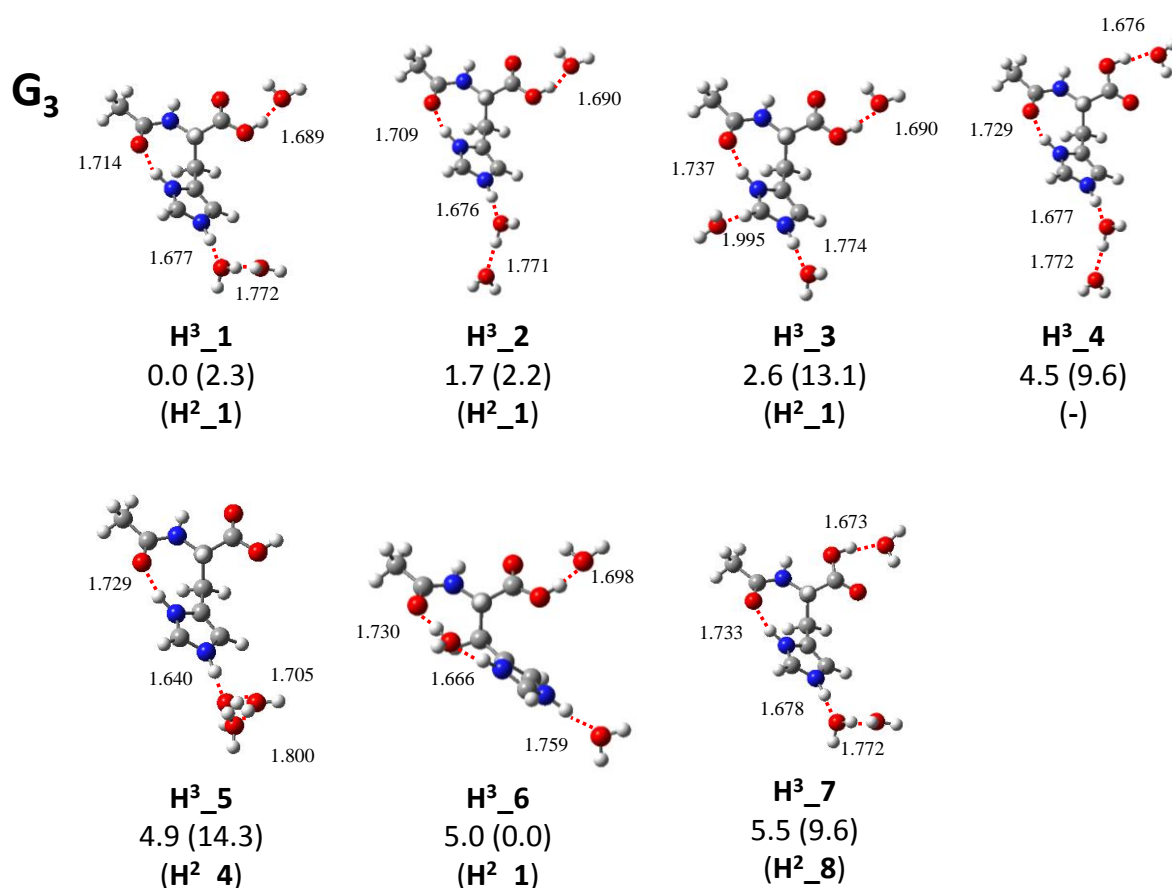 G₃
1.714
1.689
1.677
1.772
H³_1
0.0 (2.3)
(H²_1)
1.709
1.690
1.676
1.771
H³_2
1.7 (2.2)
(H²_1)
1.737
1.690
1.995
1.774
H³_3
2.6 (13.1)
(H²_1)
1.676
1.729
1.677
1.772
H³_4
4.5 (9.6)
(-)
1.729
1.640
1.705
1.800
H³_5
4.9 (14.3)
(H²_4)
1.698
1.730
1.666
1.759
H³_6
5.0 (0.0)
(H²_1)
1.673
1.733
1.678
1.772
H³_7
5.5 (9.6)
(H²_8)